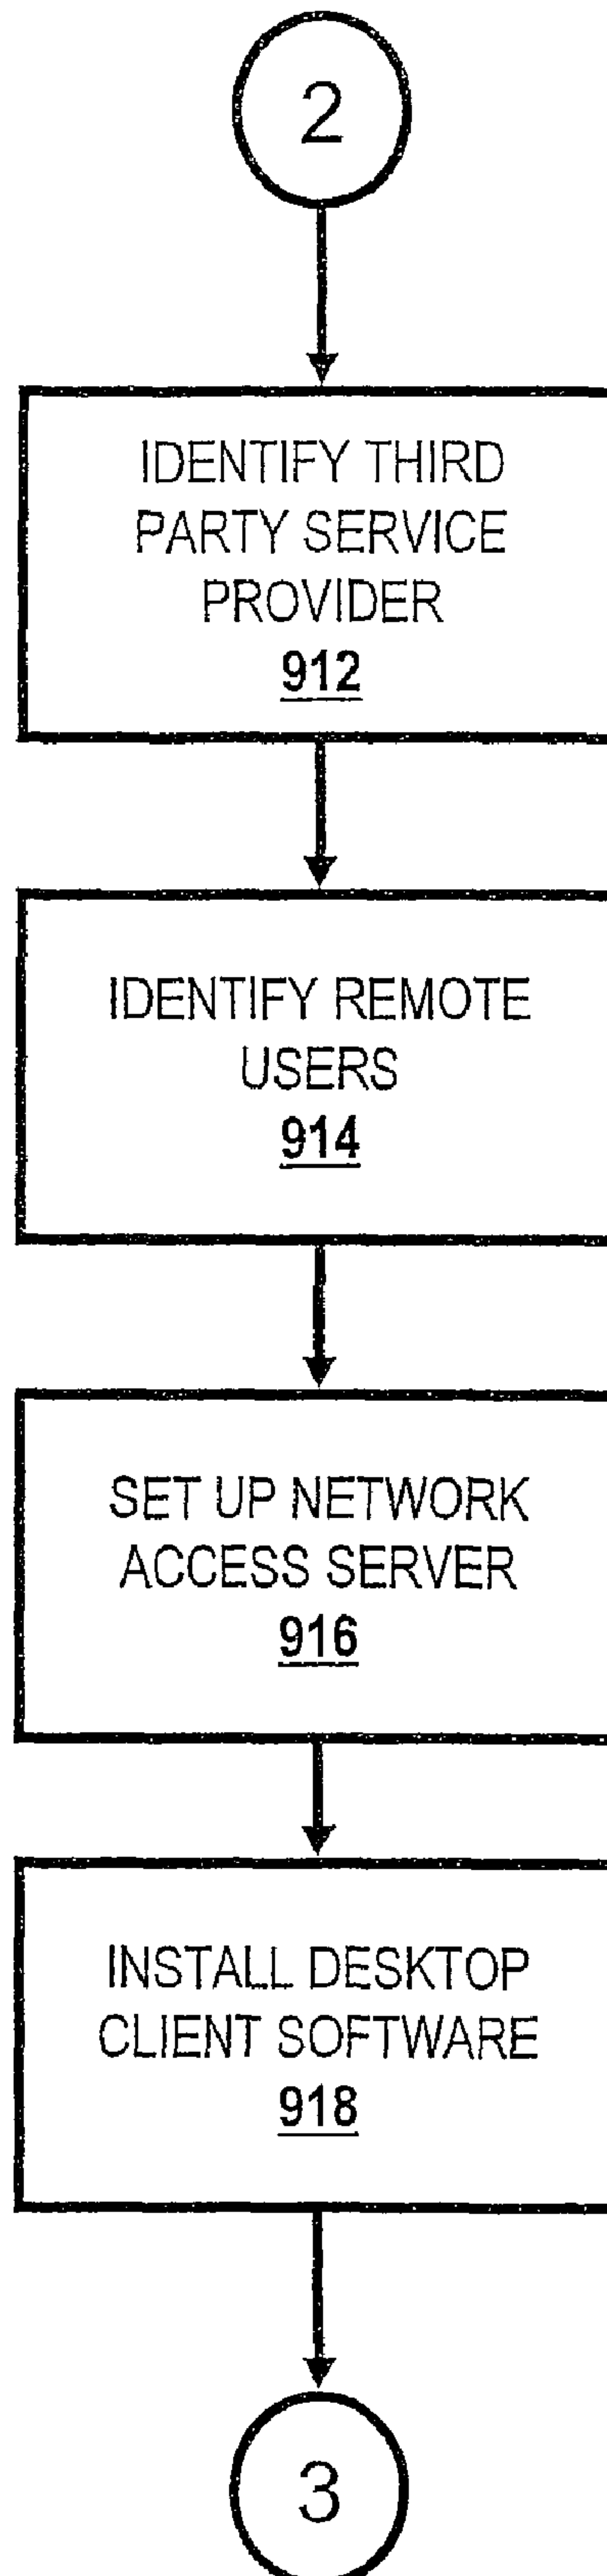 2
IDENTIFY THIRD
PARTY SERVICE
PROVIDER
912
IDENTIFY REMOTE
USERS
914
SET UP NETWORK
ACCESS SERVER
916
INSTALL DESKTOP
CLIENT SOFTWARE
918
3